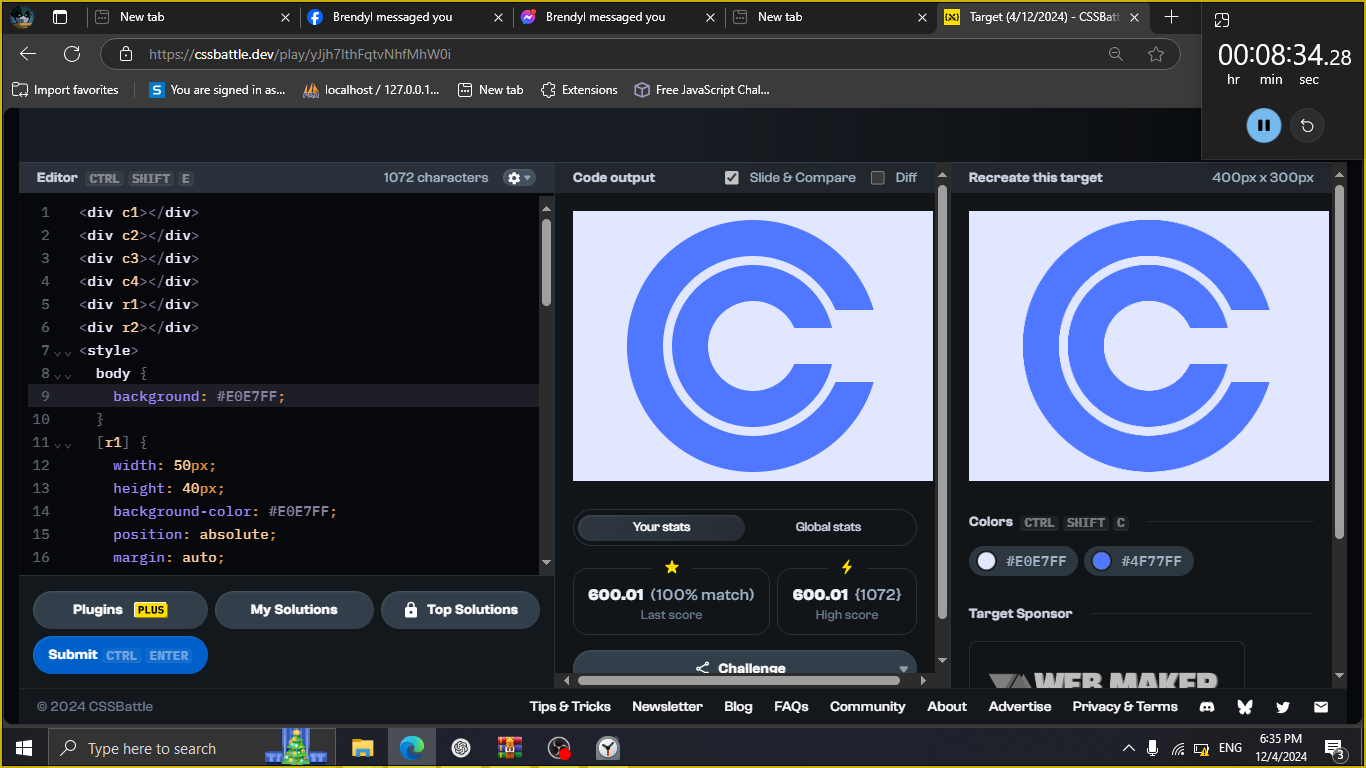 New tab
Brendyl messaged you
Brendyl messaged you
New tab
Target (4/12/2024) - CSSBatt
https://cssbattle.dev/play/yJjh7lthFqtvNhfMhW0i
Import favorites
S You are signed in as...
localhost / 127.0.0.1...
New tab
Extensions
Free JavaScript Chal...
00:08:34.28
hr min sec
Editor CTRL SHIFT E
1072 characters
Code output
Slide & Compare
Diff
Recreate this target
400px x 300px
1 <div c1></div>
2 <div c2></div>
3 <div c3></div>
4 <div c4></div>
5 <div r1></div>
6 <div r2></div>
7 <style>
8 body {
9 background: #E0E7FF;
10 }
11 [r1] {
12 width: 50px;
13 height: 40px;
14 background-color: #E0E7FF;
15 position: absolute;
16 margin: auto;
Plugins PLUS
My Solutions
Top Solutions
Submit CTRL ENTER
Your stats
Global stats
600.01 (100% match)
Last score
600.01 {1072}
High score
Challenge
Colors CTRL SHIFT C
#E0E7FF
#4F77FF
Target Sponsor
WEB MAKER
© 2024 CSSBattle
Tips & Tricks
Newsletter
Blog
FAQs
Community
About
Advertise
Privacy & Terms
Type here to search
ENG
6:35 PM
12/4/2024
3